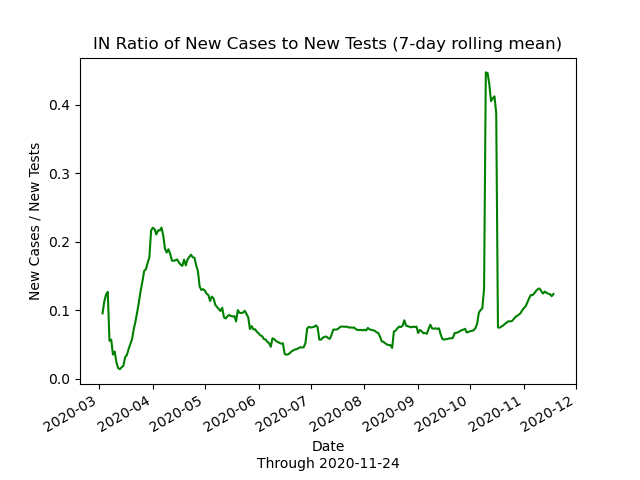 IN Ratio of New Cases to New Tests (7-day rolling mean)
New Cases / New Tests
0.4
0.3
0.2
0.1
0.0
2020-03 2020-04 2020-05 2020-06 2020-07 2020-08 2020-09 2020-10 2020-11 2020-12
Date
Through 2020-11-24